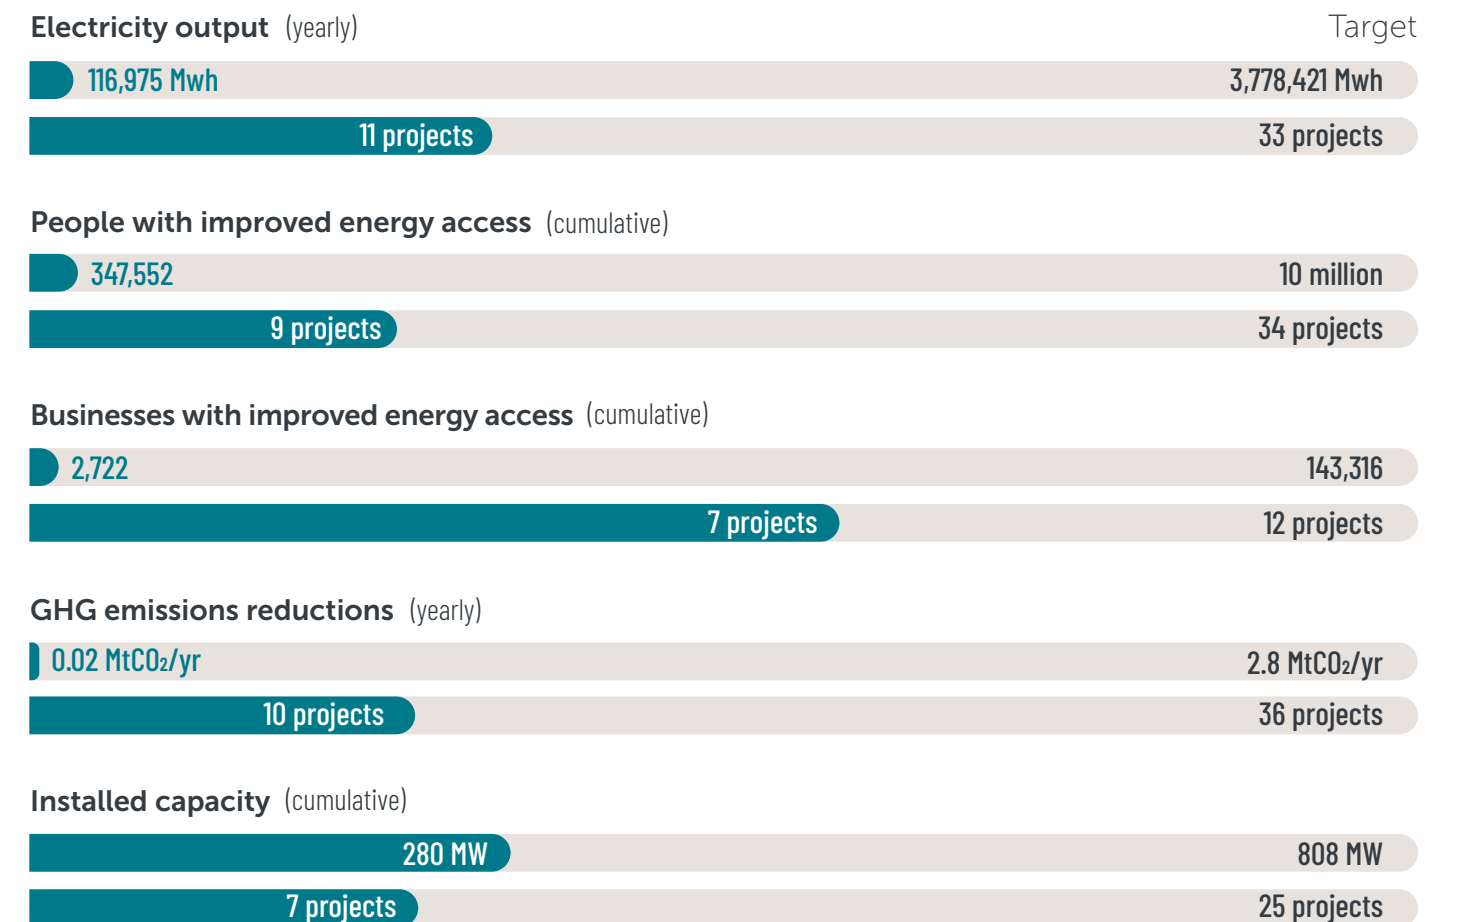 Electricity output (yearly) Target
116,975 Mwh 3,778,421 Mwh
11 projects 33 projects
People with improved energy access (cumulative)
347,552 10 million
9 projects 34 projects
Businesses with improved energy access (cumulative)
2,722 143,316
7 projects 12 projects
GHG emissions reductions (yearly)
0.02 MtCO₂/yr 2.8 MtCO₂/yr
10 projects 36 projects
Installed capacity (cumulative)
280 MW 808 MW
7 projects 25 projects